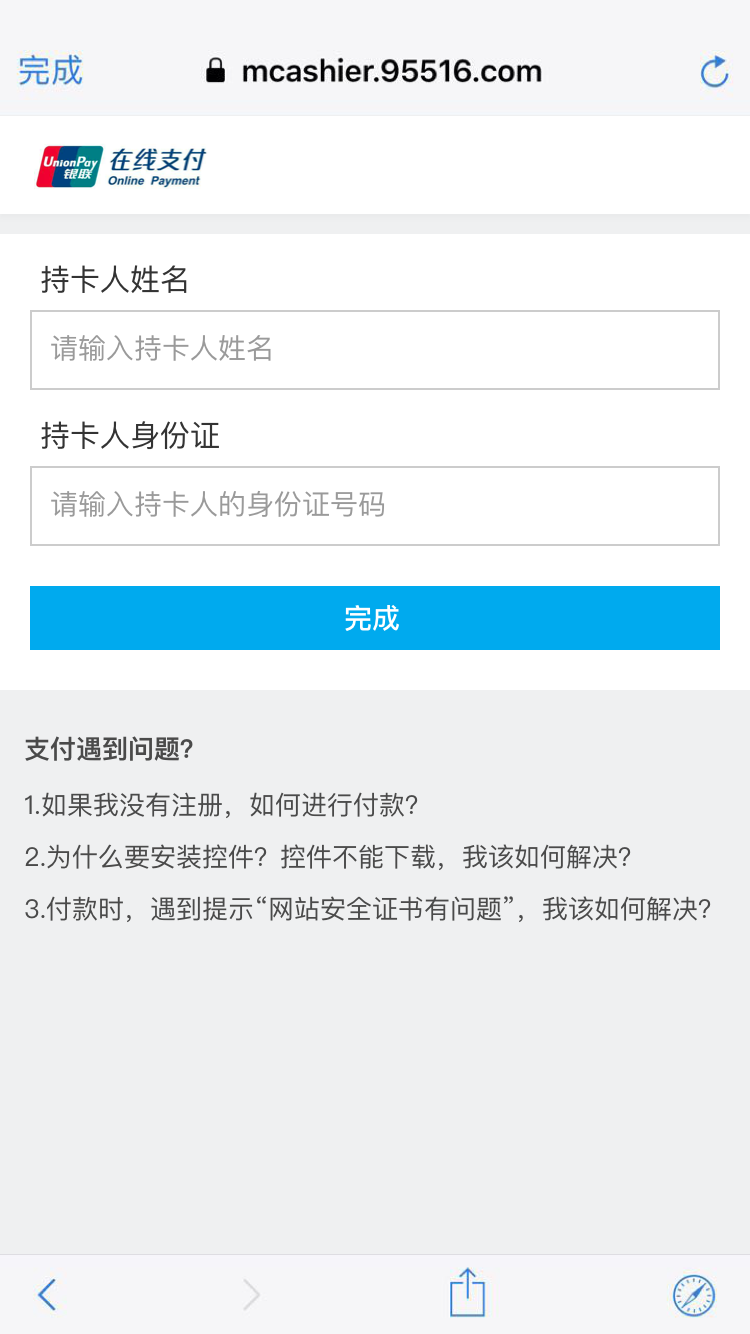 完成
mcashier.95516.com
UnionPay
银联
在线支付
Online Payment
持卡人姓名
请输入持卡人姓名
持卡人身份证
请输入持卡人的身份证号码
完成
支付遇到问题?
1.如果我没有注册，如何进行付款?
2.为什么要安装控件？控件不能下载，我该如何解决?
3.付款时，遇到提示“网站安全证书有问题”，我该如何解决?